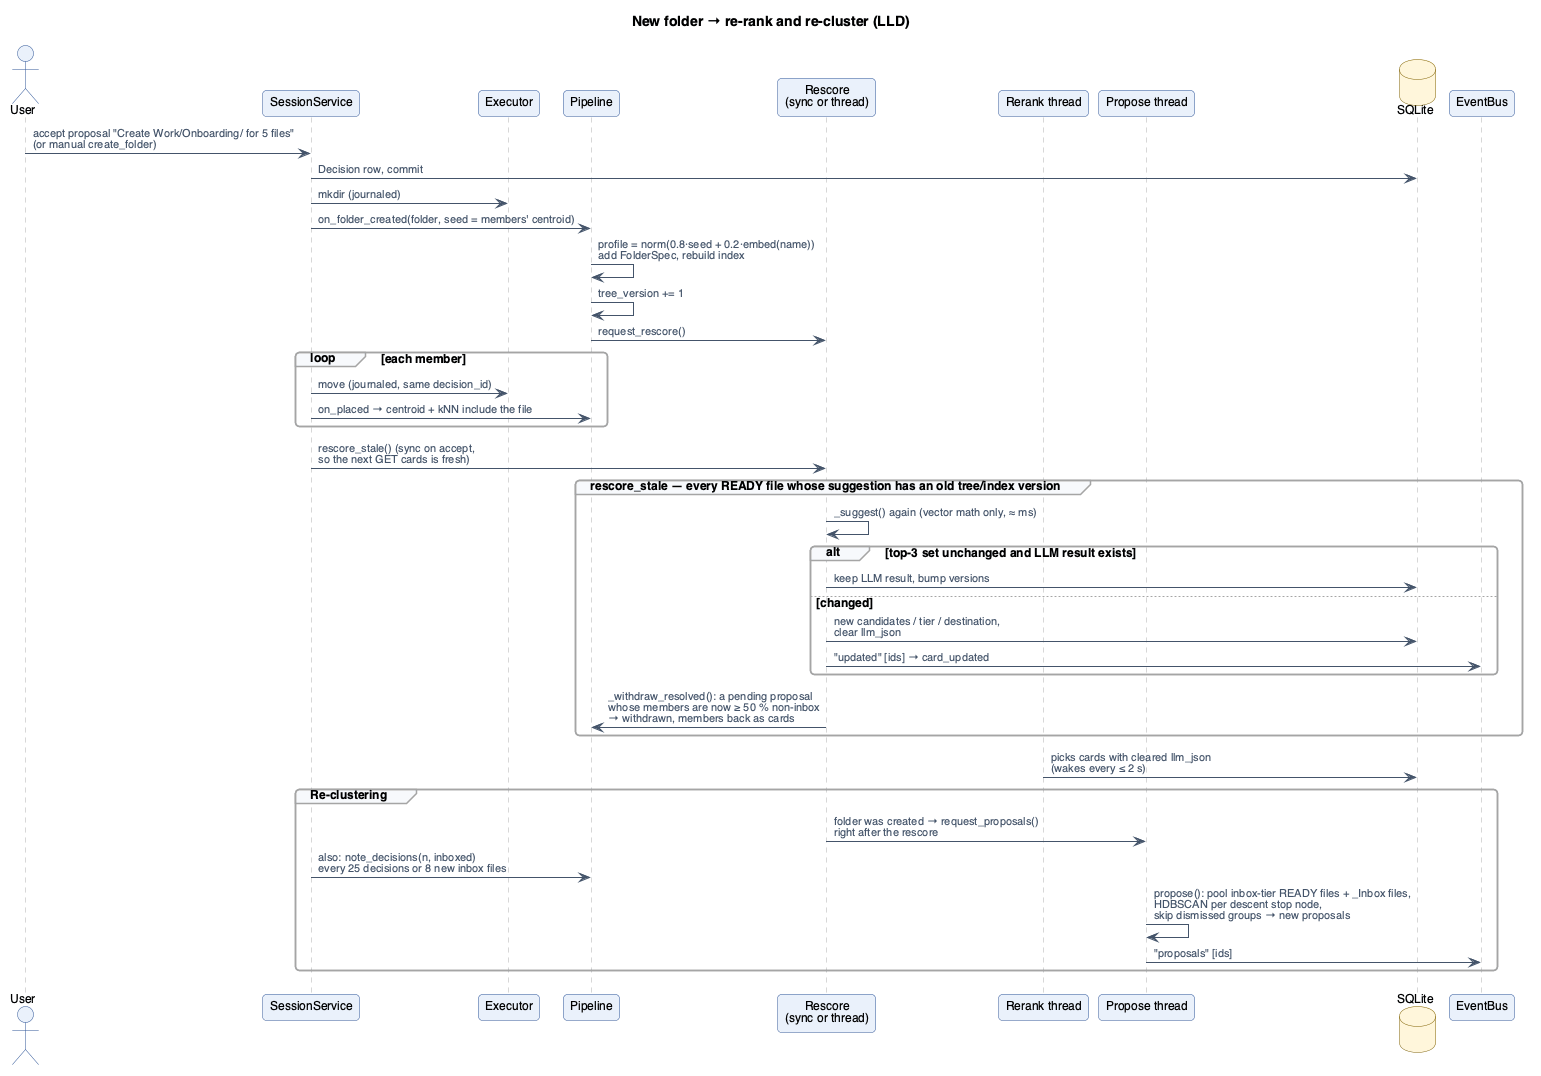 New folder → re-rank and re-cluster (LLD)
User
SessionService
Executor
Pipeline
Rescore
(sync or thread)
Rerank thread
Propose thread
SQLite
EventBus
accept proposal "Create Work/Onboarding/ for 5 files"
(or manual create_folder)
Decision row, commit
mkdir (journaled)
on_folder_created(folder, seed = members' centroid)
profile = norm(0.8·seed + 0.2·embed(name))
add FolderSpec, rebuild index
tree_version += 1
request_rescore()
loop [each member]
move (journaled, same decision_id)
on_placed → centroid + kNN include the file
rescore_stale() (sync on accept,
so the next GET cards is fresh)
rescore_stale — every READY file whose suggestion has an old tree/index version
_suggest() again (vector math only, ≈ ms)
alt [top-3 set unchanged and LLM result exists]
keep LLM result, bump versions
[changed]
new candidates / tier / destination,
clear llm_json
"updated" [ids] → card_updated
_withdraw_resolved(): a pending proposal
whose members are now ≥ 50 % non-inbox
→ withdrawn, members back as cards
picks cards with cleared llm_json
(wakes every ≤ 2 s)
Re-clustering
folder was created → request_proposals()
right after the rescore
also: note_decisions(n, inboxed)
every 25 decisions or 8 new inbox files
propose(): pool inbox-tier READY files + _Inbox files,
HDBSCAN per descent stop node,
skip dismissed groups → new proposals
"proposals" [ids]
User
SessionService
Executor
Pipeline
Rescore
(sync or thread)
Rerank thread
Propose thread
SQLite
EventBus